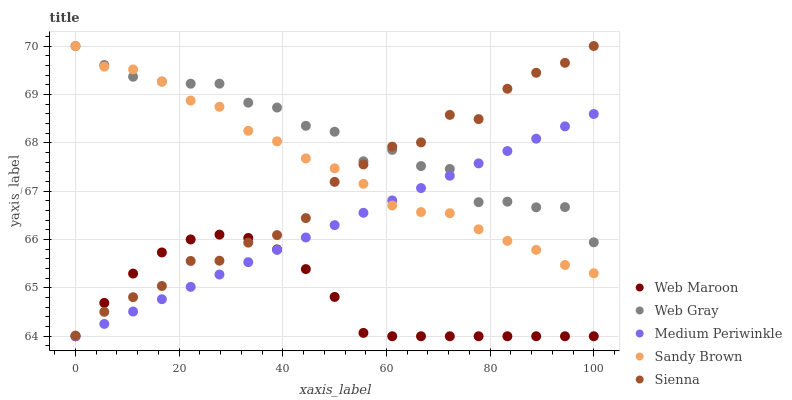 title
70
69
68
67
66
65
64
yaxis_label
0 20 40 60 80 100
xaxis_label
Web Maroon
Web Gray
Medium Periwinkle
Sandy Brown
Sienna